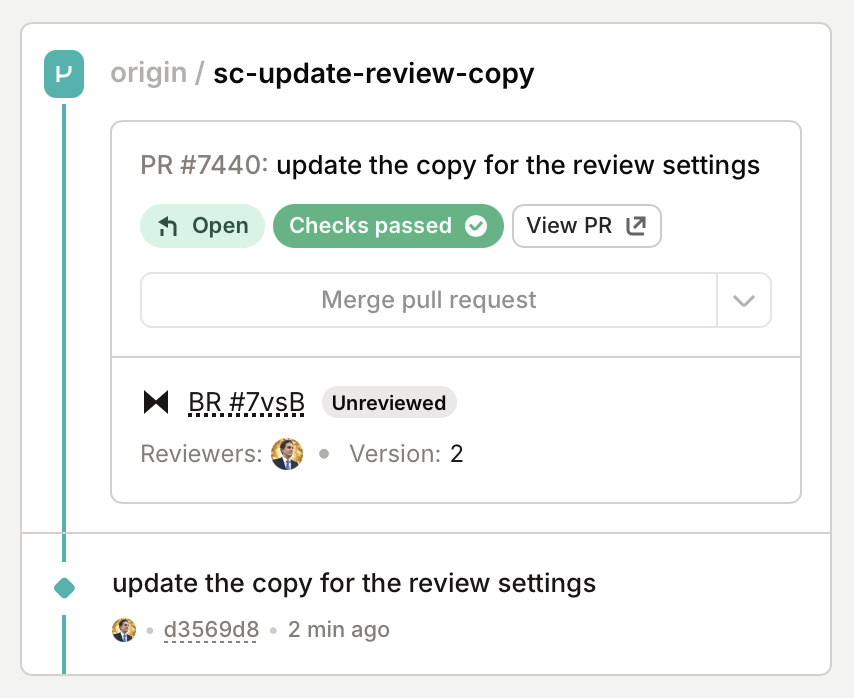 origin / sc-update-review-copy
PR #7440: update the copy for the review settings
Open Checks passed View PR
Merge pull request
BR #7vsB Unreviewed
Reviewers: • Version: 2
update the copy for the review settings
• d3569d8 • 2 min ago